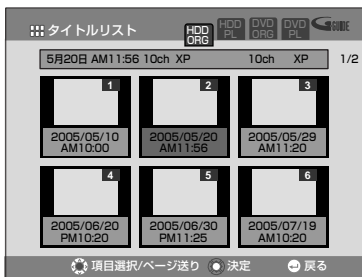 タイトルリスト
HDD ORG
HDD PL
DVD ORG
DVD PL
G GUIDE
5月20日 AM11:56 10ch XP 10ch XP 1/2
1 2 3
2005/05/10 2005/05/20 2005/05/29
AM10:00 AM11:56 AM11:20
4 5 6
2005/06/20 2005/06/30 2005/07/19
PM10:20 PM11:25 AM10:20
項目選択/ページ送り 決定 戻る